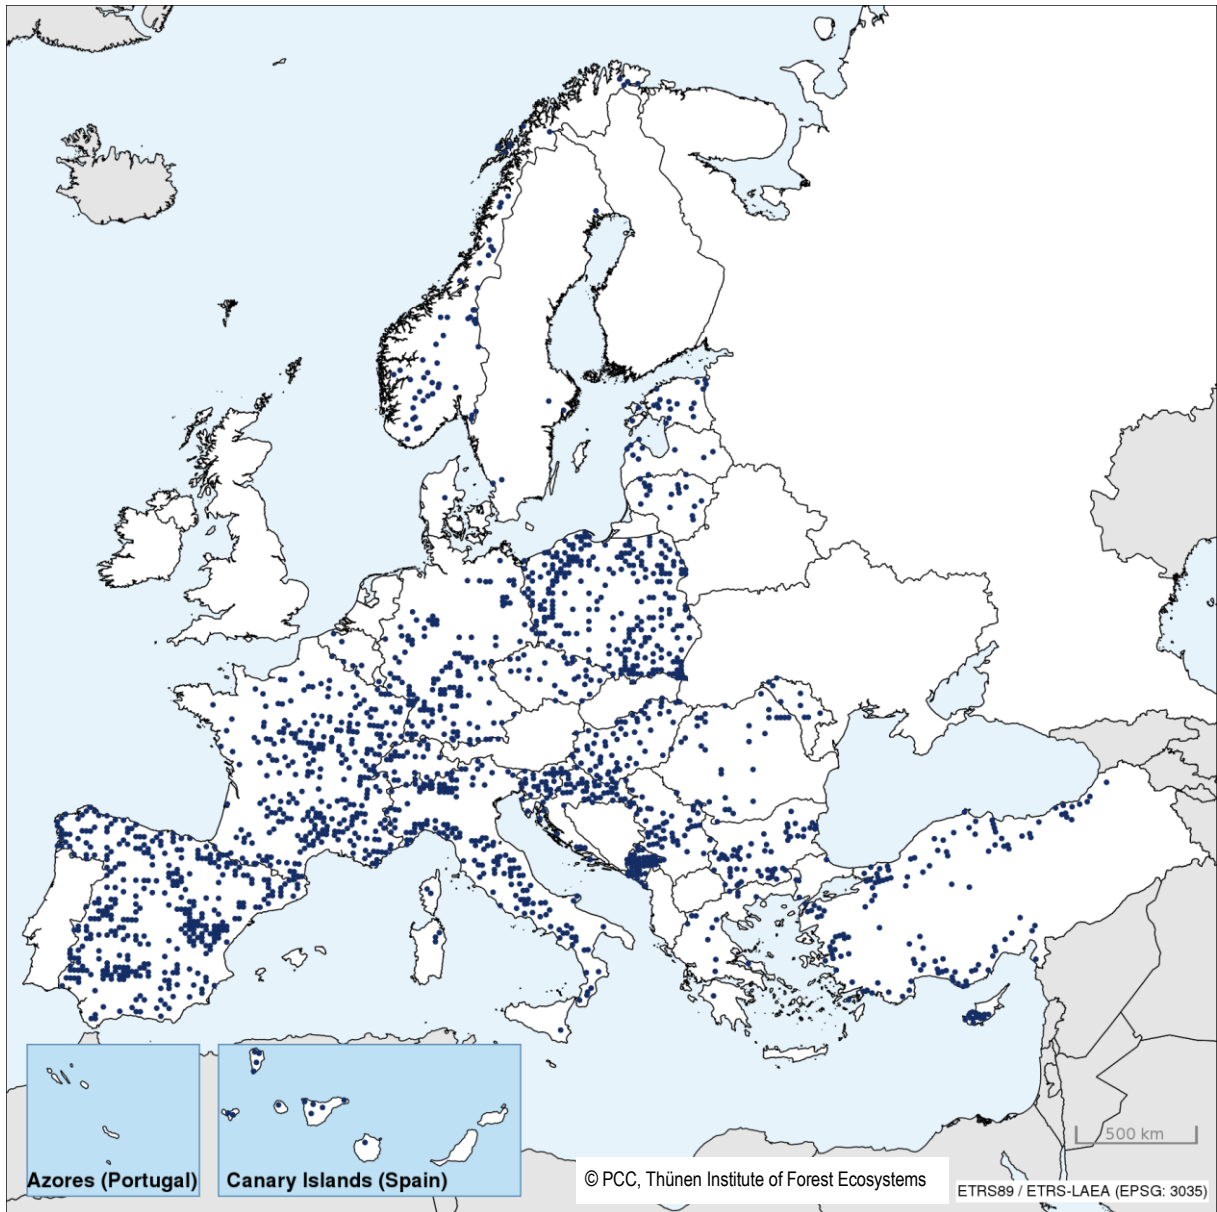 500 km
Azores (Portugal)
Canary Islands (Spain)
© PCC, Thünen Institute of Forest Ecosystems
ETRS89 / ETRS-LAEA (EPSG: 3035)